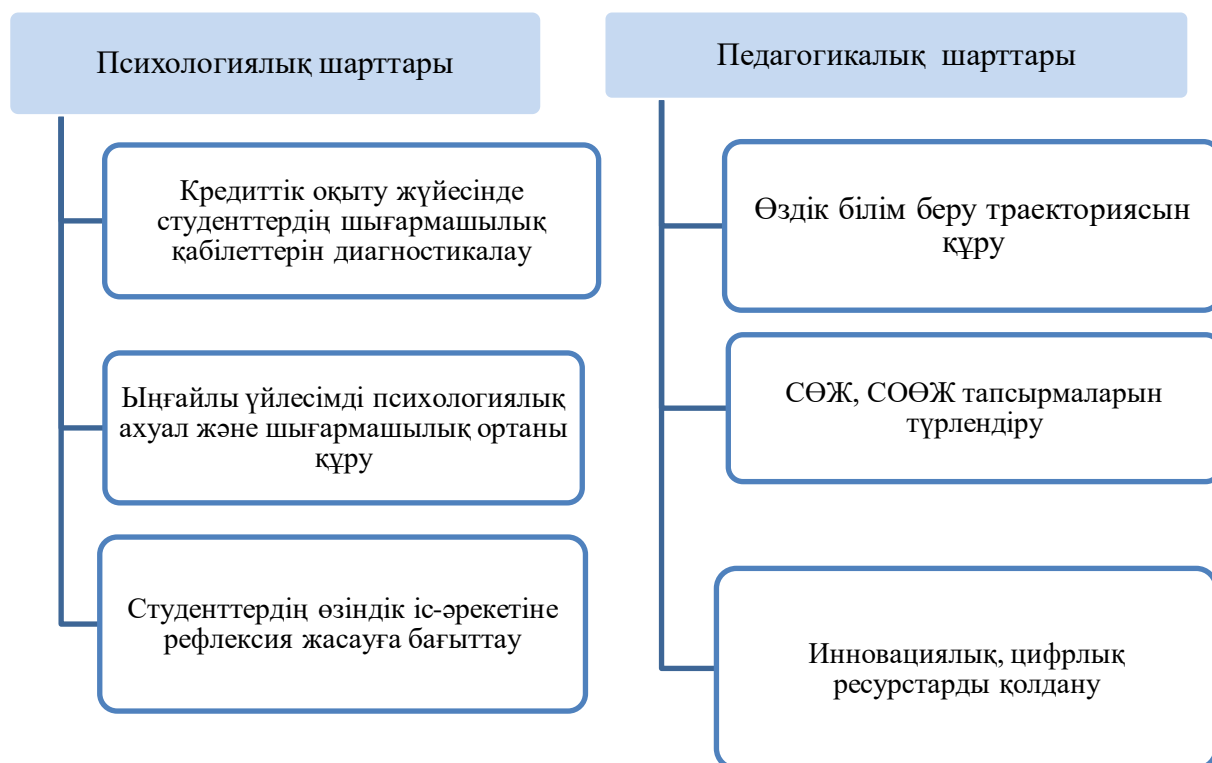 Психологиялық шарттары
Кредиттік оқыту жүйесінде
студенттердің шығармашылық
қабілеттерін диагностикалау
Ыңғайлы үйлесімді психологиялық
ахуал және шығармашылық ортаны
құру
Студенттердің өзіндік іс-әрекетіне
рефлексия жасауға бағыттау
Педагогикалық шарттары
Өздік білім беру траекториясын
құру
СӨЖ, СОӨЖ тапсырмаларын
түрлендіру
Инновациялық, цифрлық
ресурстарды қолдану